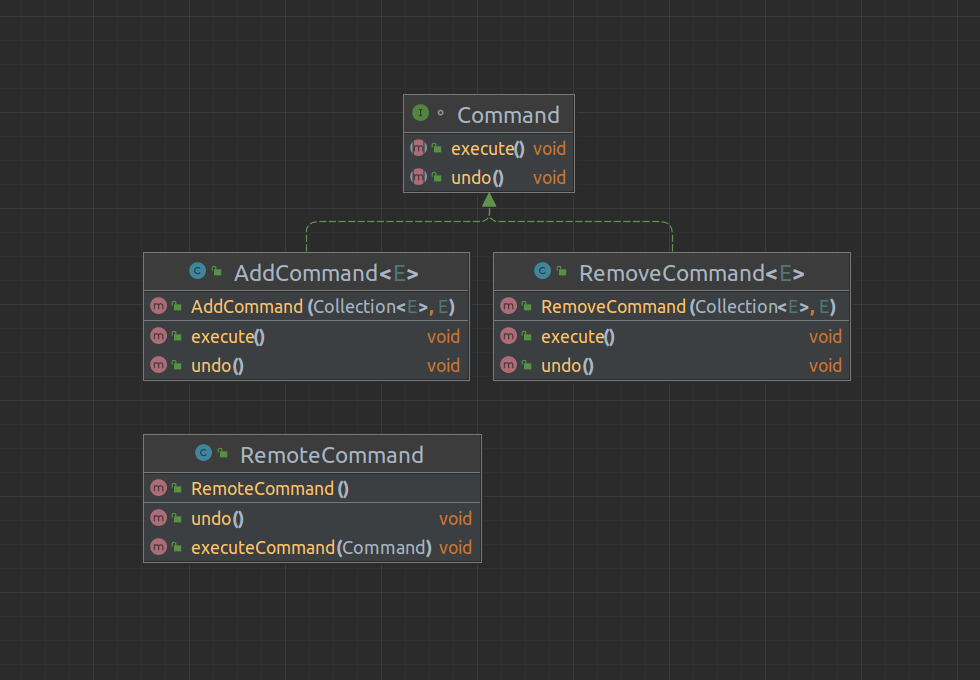 Command
execute() void
undo() void
AddCommand<E>
AddCommand(Collection<E>, E)
execute() void
undo() void
RemoveCommand<E>
RemoveCommand(Collection<E>, E)
execute() void
undo() void
RemoteCommand
RemoteCommand()
undo() void
executeCommand(Command) void